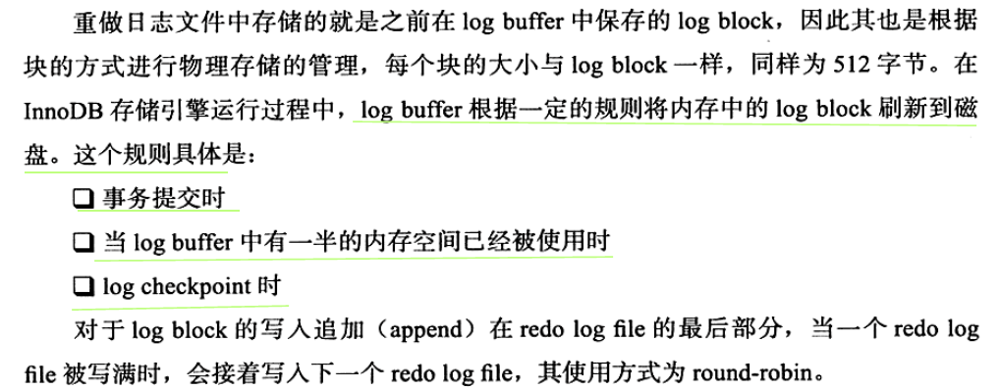 重做日志文件中存储的就是之前在 log buffer 中保存的 log block，因此其也是根据
块的方式进行物理存储的管理，每个块的大小与 log block 一样，同样为 512 字节。在
InnoDB 存储引擎运行过程中，log buffer 根据一定的规则将内存中的 log block 刷新到磁
盘。这个规则具体是：
❑ 事务提交时
❑ 当 log buffer 中有一半的内存空间已经被使用时
❑ log checkpoint 时
对于 log block 的写入追加（append）在 redo log file 的最后部分，当一个 redo log
file 被写满时，会接着写入下一个 redo log file，其使用方式为 round-robin。